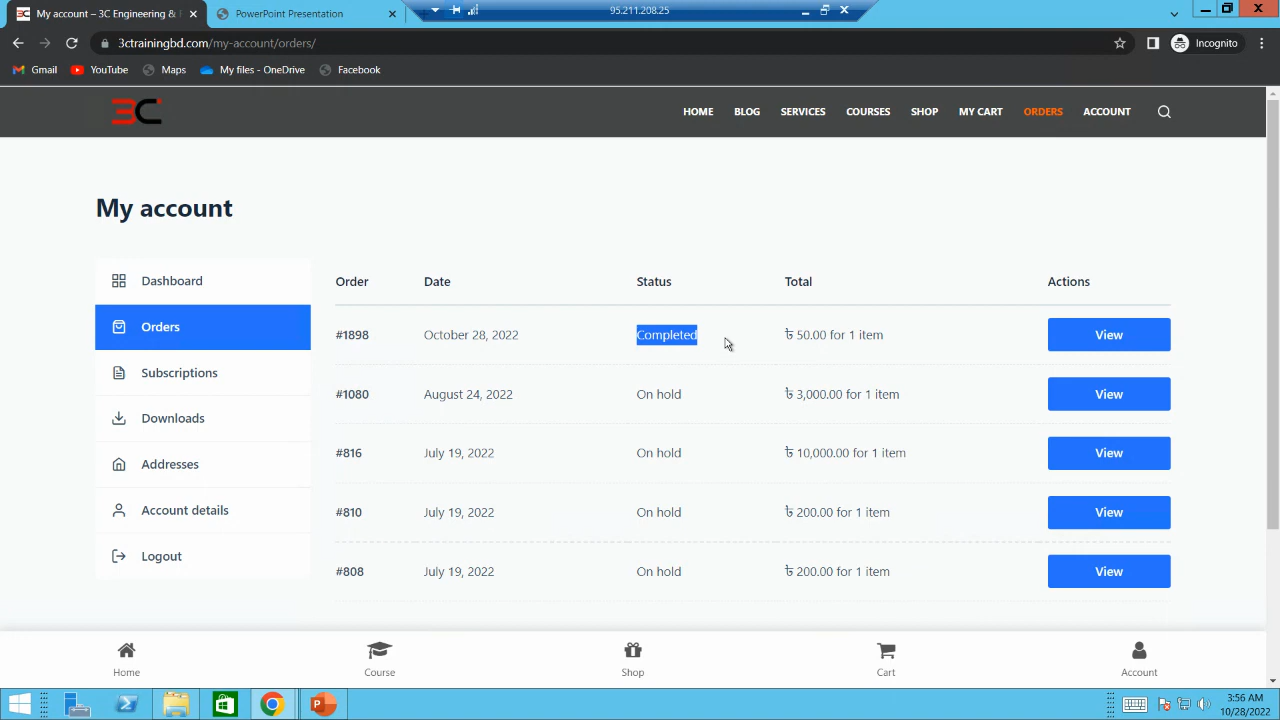 My account – 3C Engineering &
PowerPoint Presentation
95.211.208.25
3ctrainingbd.com/my-account/orders/
Incognito
Gmail
YouTube
Maps
My files - OneDrive
Facebook
3C
HOME
BLOG
SERVICES
COURSES
SHOP
MY CART
ORDERS
ACCOUNT
My account
Dashboard
Orders
Subscriptions
Downloads
Addresses
Account details
Logout
Order Date Status Total Actions
#1898 October 28, 2022 Completed ৳ 50.00 for 1 item View
#1080 August 24, 2022 On hold ৳ 3,000.00 for 1 item View
#816 July 19, 2022 On hold ৳ 10,000.00 for 1 item View
#810 July 19, 2022 On hold ৳ 200.00 for 1 item View
#808 July 19, 2022 On hold ৳ 200.00 for 1 item View
Home
Course
Shop
Cart
Account
3:56 AM
10/28/2022